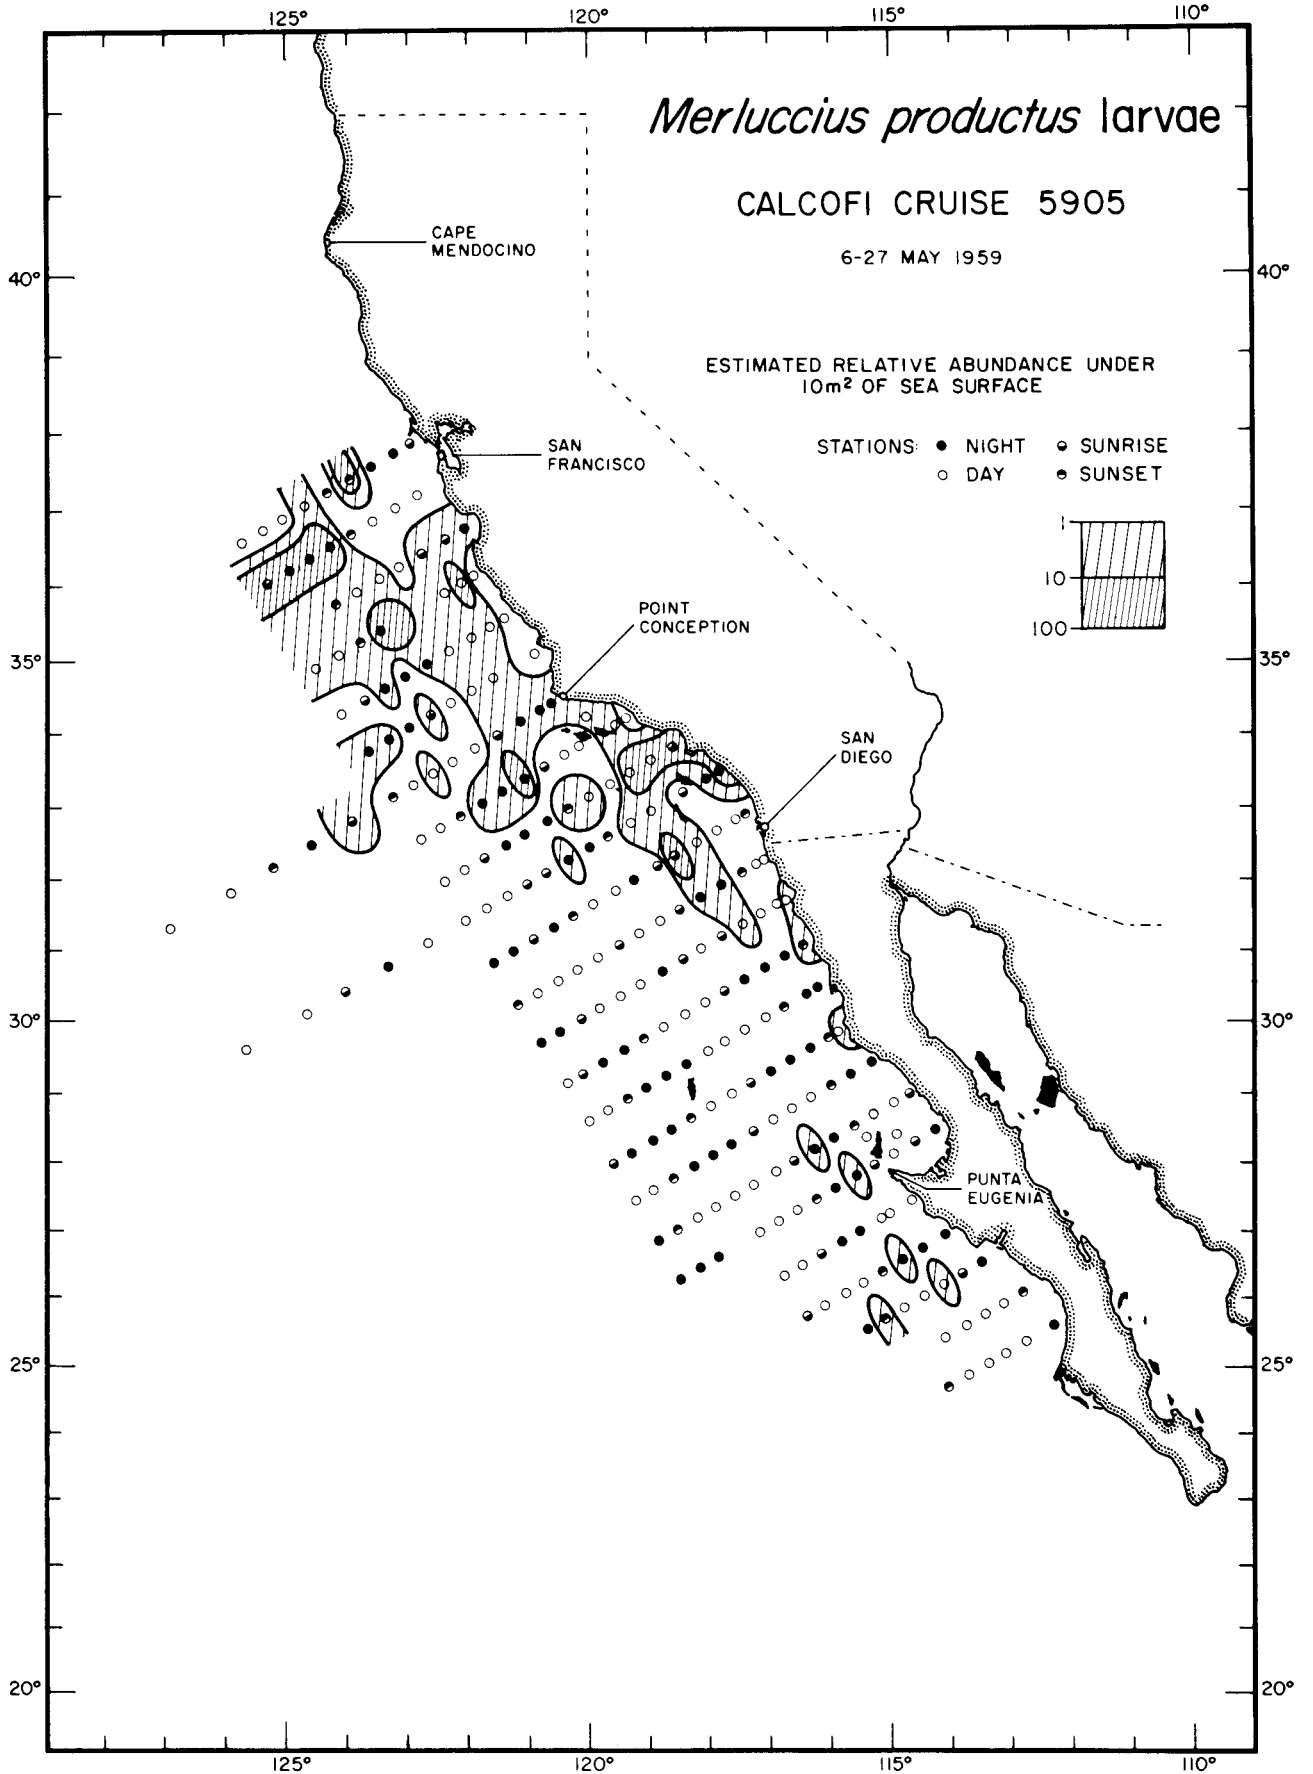 125° 120° 115° 110°
Merluccius productus larvae
CALCOFI CRUISE 5905
6-27 MAY 1959
CAPE
MENDOCINO
40° 40°
ESTIMATED RELATIVE ABUNDANCE UNDER
10m² OF SEA SURFACE
STATIONS: ● NIGHT SUNRISE
○ DAY SUNSET
SAN
FRANCISCO
1
10
100
POINT
CONCEPTION
35° 35°
SAN
DIEGO
30° 30°
PUNTA
EUGENIA
25° 25°
20° 20°
125° 120° 115° 110°